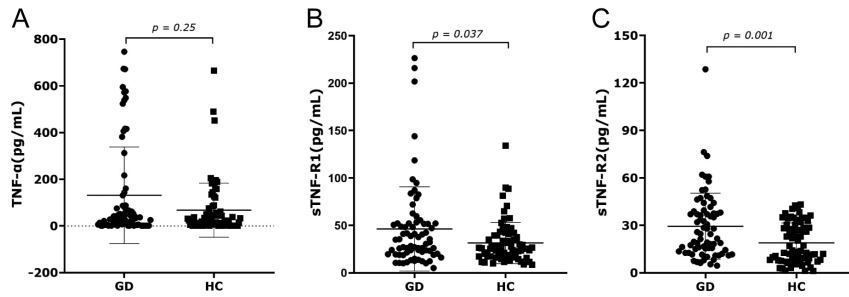 A
p = 0.25
TNF-α(pg/mL)
800
600
400
200
0
-200
GD
HC
B
p = 0.037
sTNF-R1(pg/mL)
250
200
150
100
50
0
GD
HC
C
p = 0.001
sTNF-R2(pg/mL)
150
120
90
60
30
0
GD
HC